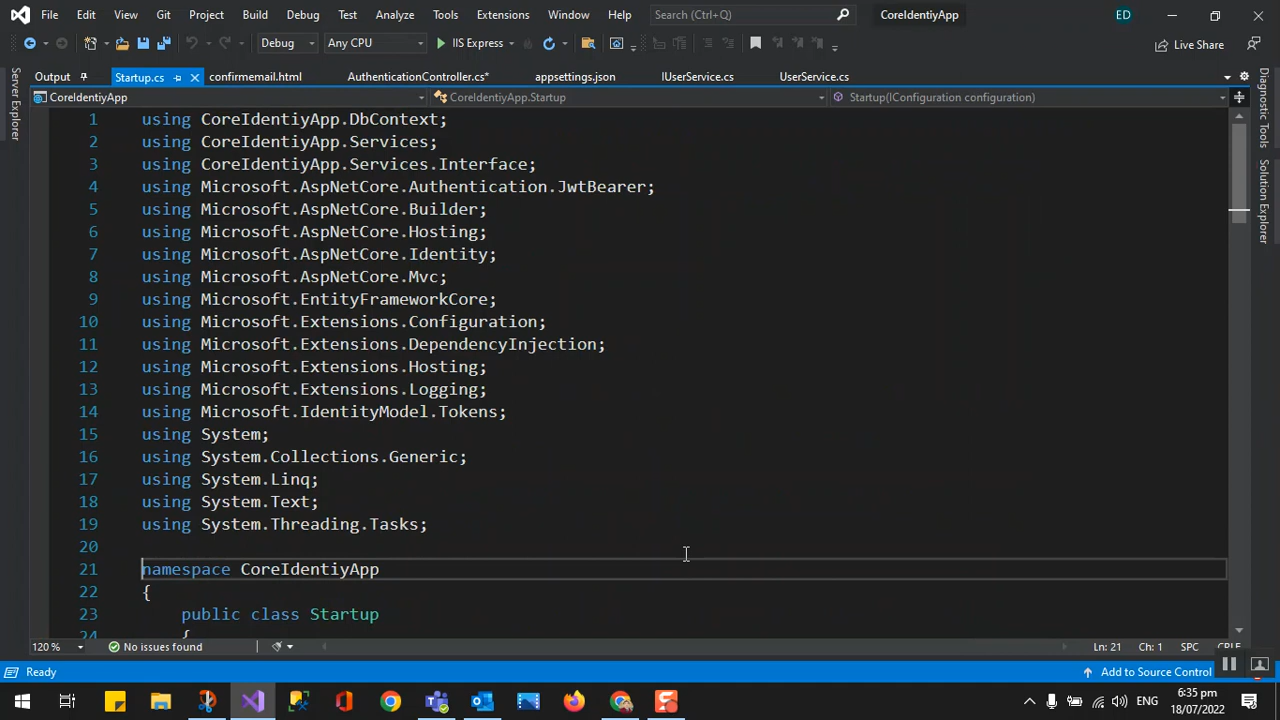 File Edit View Git Project Build Debug Test Analyze Tools Extensions Window Help Search (Ctrl+Q) CoreIdentiyApp ED
Debug Any CPU IIS Express Live Share
Output Startup.cs confirmemail.html AuthenticationController.cs* appsettings.json IUserService.cs UserService.cs
CoreIdentiyApp CoreIdentiyApp.Startup Startup(IConfiguration configuration)
Server Explorer
Diagnostic Tools
Solution Explorer
1 using CoreIdentiyApp.DbContext;
2 using CoreIdentiyApp.Services;
3 using CoreIdentiyApp.Services.Interface;
4 using Microsoft.AspNetCore.Authentication.JwtBearer;
5 using Microsoft.AspNetCore.Builder;
6 using Microsoft.AspNetCore.Hosting;
7 using Microsoft.AspNetCore.Identity;
8 using Microsoft.AspNetCore.Mvc;
9 using Microsoft.EntityFrameworkCore;
10 using Microsoft.Extensions.Configuration;
11 using Microsoft.Extensions.DependencyInjection;
12 using Microsoft.Extensions.Hosting;
13 using Microsoft.Extensions.Logging;
14 using Microsoft.IdentityModel.Tokens;
15 using System;
16 using System.Collections.Generic;
17 using System.Linq;
18 using System.Text;
19 using System.Threading.Tasks;
20
21 namespace CoreIdentiyApp
22 {
23 public class Startup
24 {
120 % No issues found Ln: 21 Ch: 1 SPC CRLF
Ready Add to Source Control
ENG 6:35 pm
18/07/2022